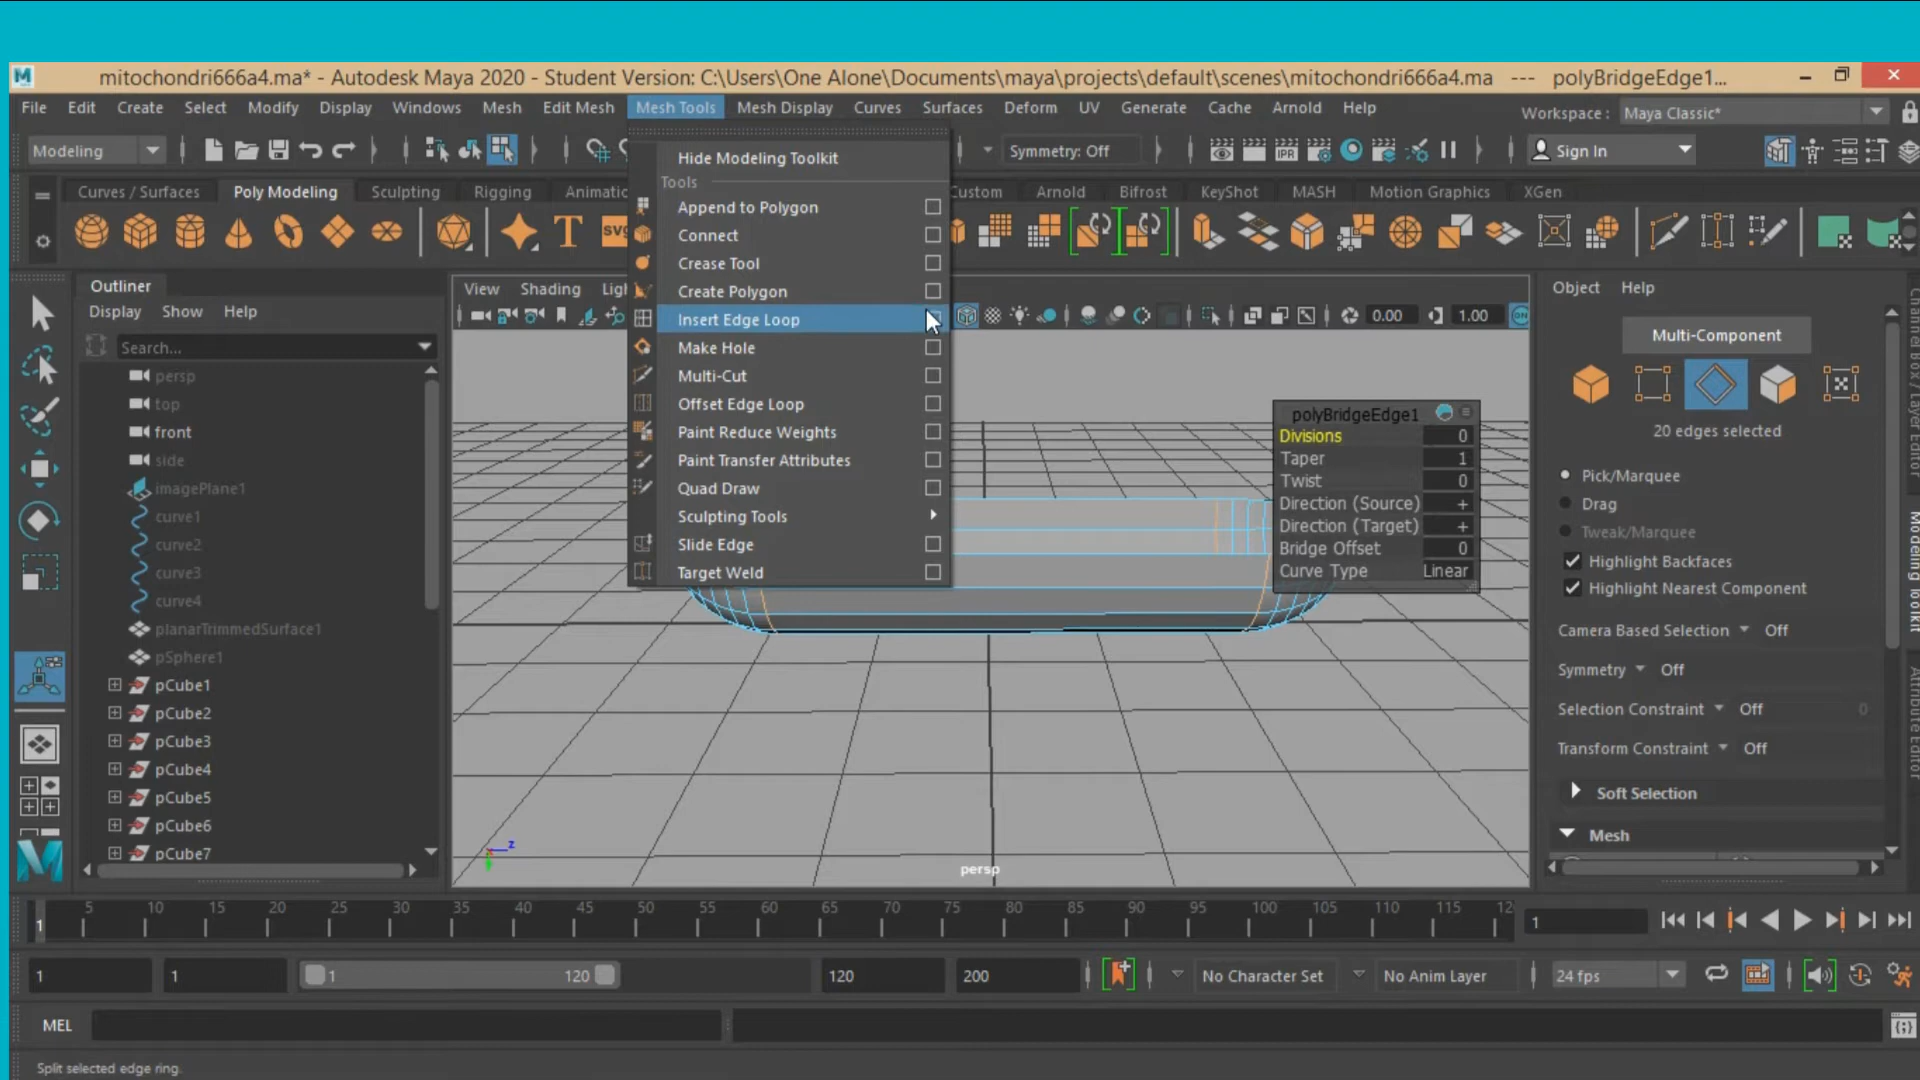 mitochondri666a4.ma* - Autodesk Maya 2020 - Student Version: C:\Users\One Alone\Documents\maya\projects\default\scenes\mitochondri666a4.ma --- polyBridgeEdge1...
File Edit Create Select Modify Display Windows Mesh Edit Mesh Mesh Tools Mesh Display Curves Surfaces Deform UV Generate Cache Arnold Help
Workspace : Maya Classic*
Modeling
Symmetry: Off
Sign In
Curves / Surfaces Poly Modeling Sculpting Rigging Animatic Custom Arnold Bifrost KeyShot MASH Motion Graphics XGen
Hide Modeling Toolkit
Tools
Append to Polygon
Connect
Crease Tool
Create Polygon
Insert Edge Loop
Make Hole
Multi-Cut
Offset Edge Loop
Paint Reduce Weights
Paint Transfer Attributes
Quad Draw
Sculpting Tools
Slide Edge
Target Weld
IPR
T
SVG
Outliner
Display Show Help
Search...
persp
top
front
side
imagePlane1
curve1
curve2
curve3
curve4
planarTrimmedSurface1
pSphere1
pCube1
pCube2
pCube3
pCube4
pCube5
pCube6
pCube7
View Shading Ligh
0.00 1.00 ON
polyBridgeEdge1
Divisions 0
Taper 1
Twist 0
Direction (Source) +
Direction (Target) +
Bridge Offset 0
Curve Type Linear
z
persp
Object Help
Multi-Component
20 edges selected
Pick/Marquee
Drag
Tweak/Marquee
Highlight Backfaces
Highlight Nearest Component
Camera Based Selection Off
Symmetry Off
Selection Constraint Off 0
Transform Constraint Off
Soft Selection
Mesh
Channel Box / Layer Editor
Modeling Toolkit
Attribute Editor
1 5 10 15 20 25 30 35 40 45 50 55 60 65 70 75 80 85 90 95 100 105 110 115 12
1
1 1 1 120 120 200 No Character Set No Anim Layer 24 fps
MEL
Split selected edge ring.